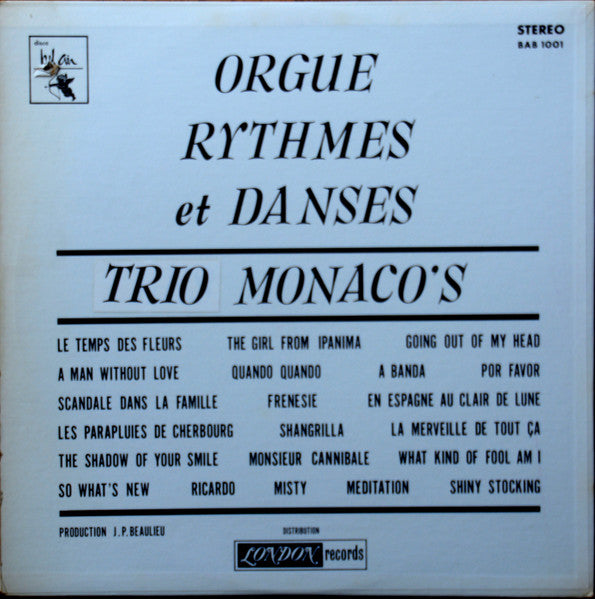 disco
bel air
STEREO
BAB 1001
ORGUE
RYTHMES
et DANSES
TRIO MONACO'S
LE TEMPS DES FLEURS THE GIRL FROM IPANIMA GOING OUT OF MY HEAD
A MAN WITHOUT LOVE QUANDO QUANDO A BANDA POR FAVOR
SCANDALE DANS LA FAMILLE FRENESIE EN ESPAGNE AU CLAIR DE LUNE
LES PARAPLUIES DE CHERBOURG SHANGRILLA LA MERVEILLE DE TOUT ÇA
THE SHADOW OF YOUR SMILE MONSIEUR CANNIBALE WHAT KIND OF FOOL AM I
SO WHAT'S NEW RICARDO MISTY MEDITATION SHINY STOCKING
PRODUCTION J.P.BEAULIEU
DISTRIBUTION
LONDON records